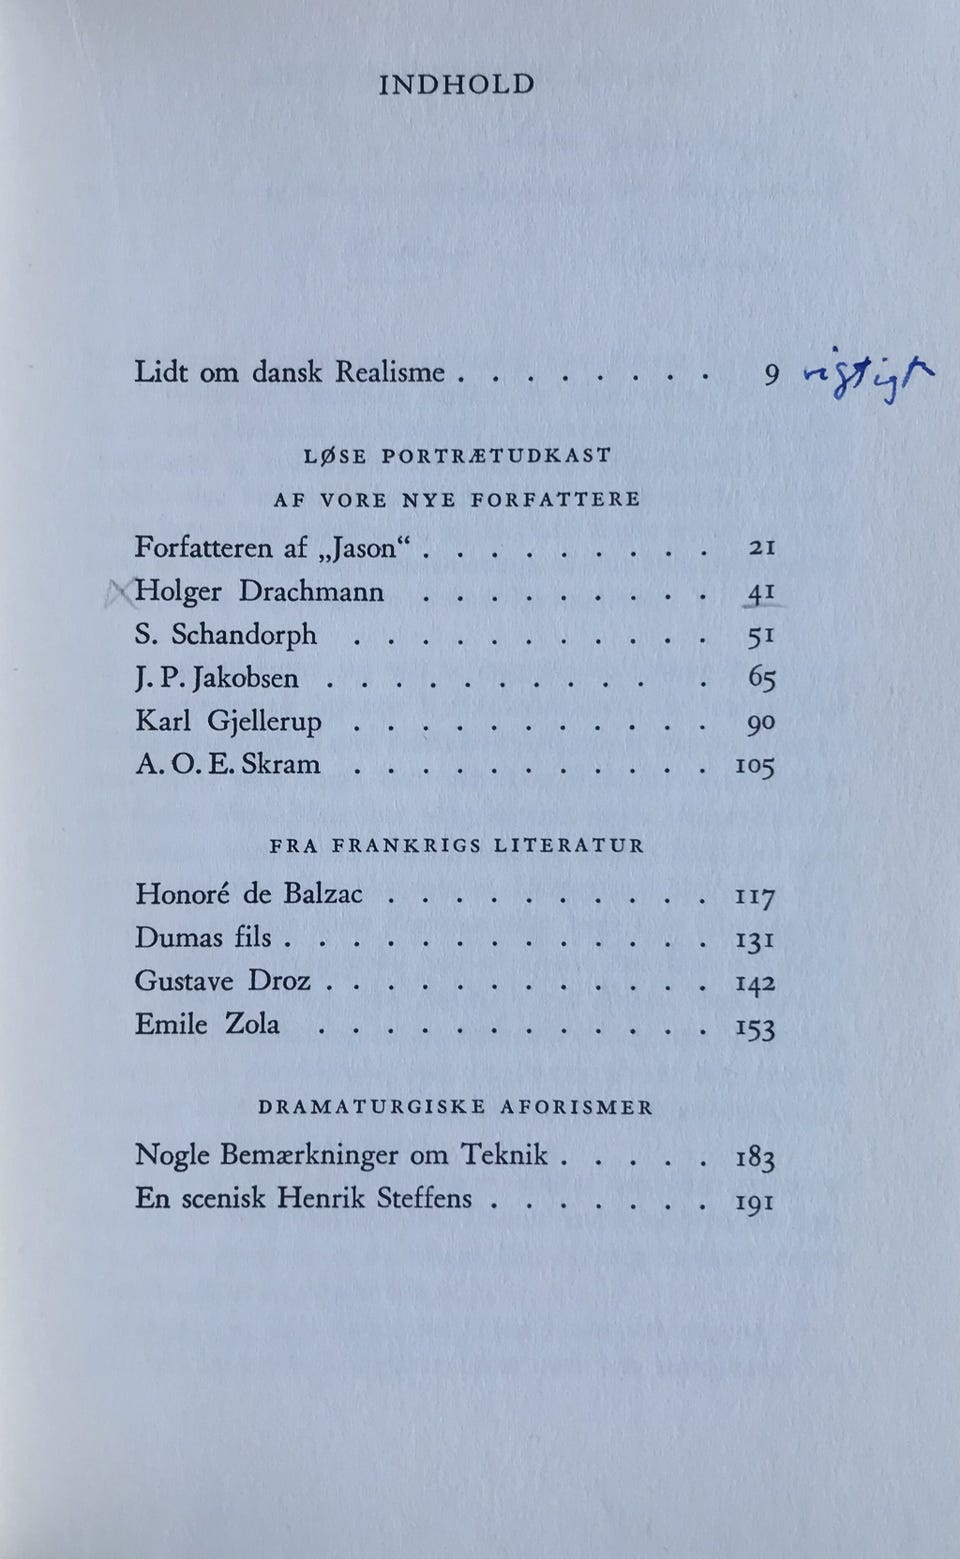 INDHOLD
Lidt om dansk Realisme . . . . . . . . 9 rigtigt
LØSE PORTRÆTUDKAST
AF VORE NYE FORFATTERE
Forfatteren af „Jason“ . . . . . . . . . 21
Holger Drachmann . . . . . . . . . 41
S. Schandorph . . . . . . . . . . . 51
J. P. Jakobsen . . . . . . . . . . . 65
Karl Gjellerup . . . . . . . . . . . 90
A. O. E. Skram . . . . . . . . . . . 105
FRA FRANKRIGS LITERATUR
Honoré de Balzac . . . . . . . . . . 117
Dumas fils . . . . . . . . . . . . . 131
Gustave Droz . . . . . . . . . . . . 142
Emile Zola . . . . . . . . . . . . 153
DRAMATURGISKE AFORISMER
Nogle Bemærkninger om Teknik . . . . . 183
En scenisk Henrik Steffens . . . . . . . 191